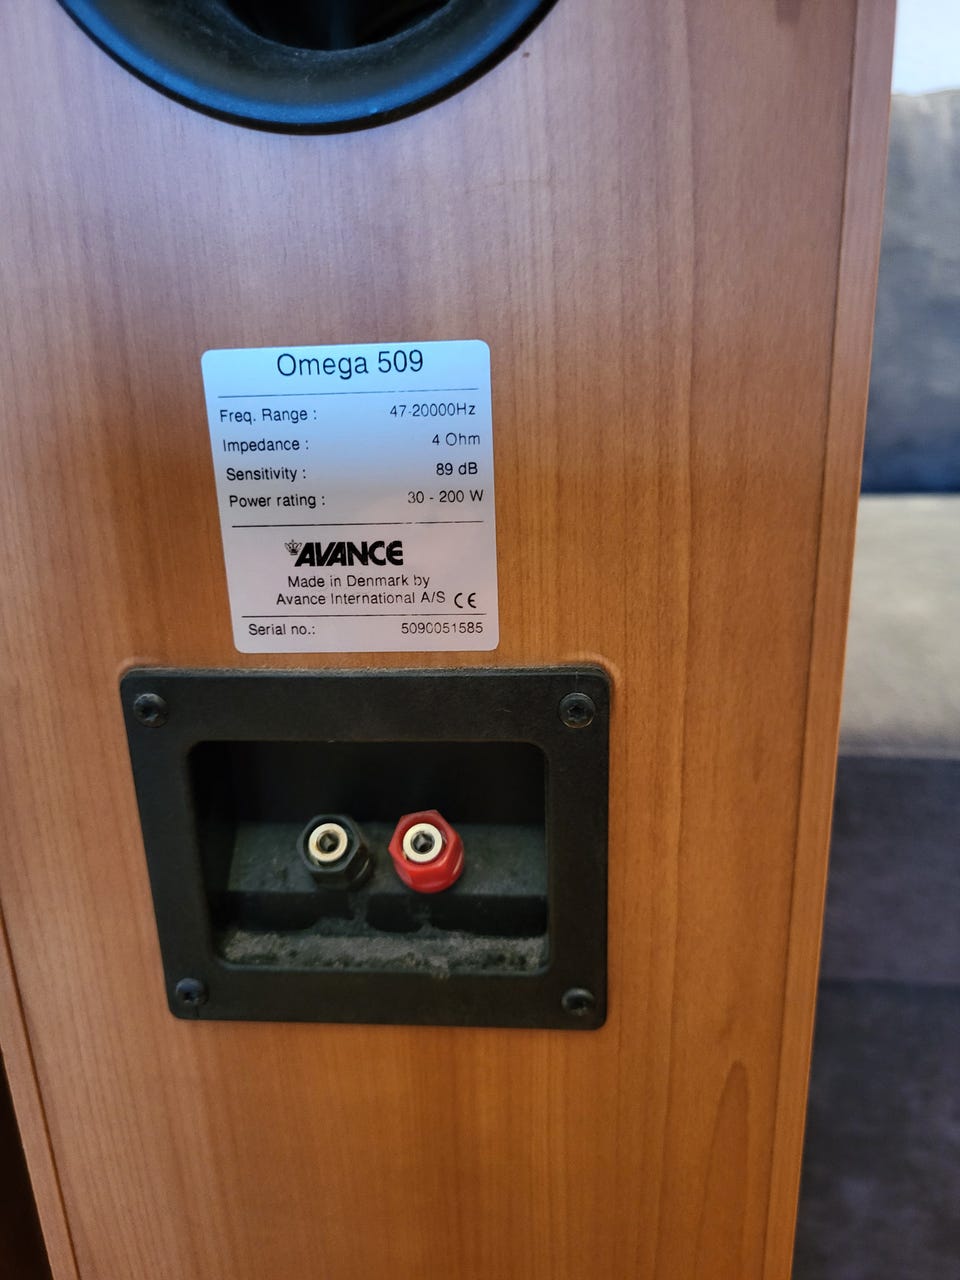 Omega 509
Freq. Range : 47-20000Hz
Impedance : 4 Ohm
Sensitivity : 89 dB
Power rating : 30 - 200 W
AVANCE
Made in Denmark by
Avance International A/S CE
Serial no.: 5090051585